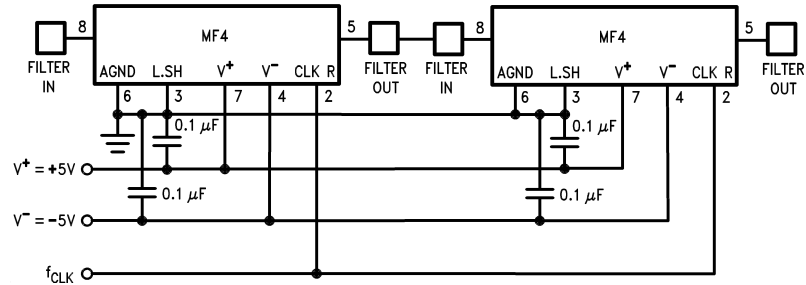 8 MF4 5 8 MF4 5
FILTER IN
FILTER OUT
FILTER IN
FILTER OUT
AGND L.SH V+ V− CLK R
AGND L.SH V+ V− CLK R
6 3 7 4 2
6 3 7 4 2
0.1 μF
0.1 μF
V+ = +5V
0.1 μF
0.1 μF
V− = −5V
fCLK